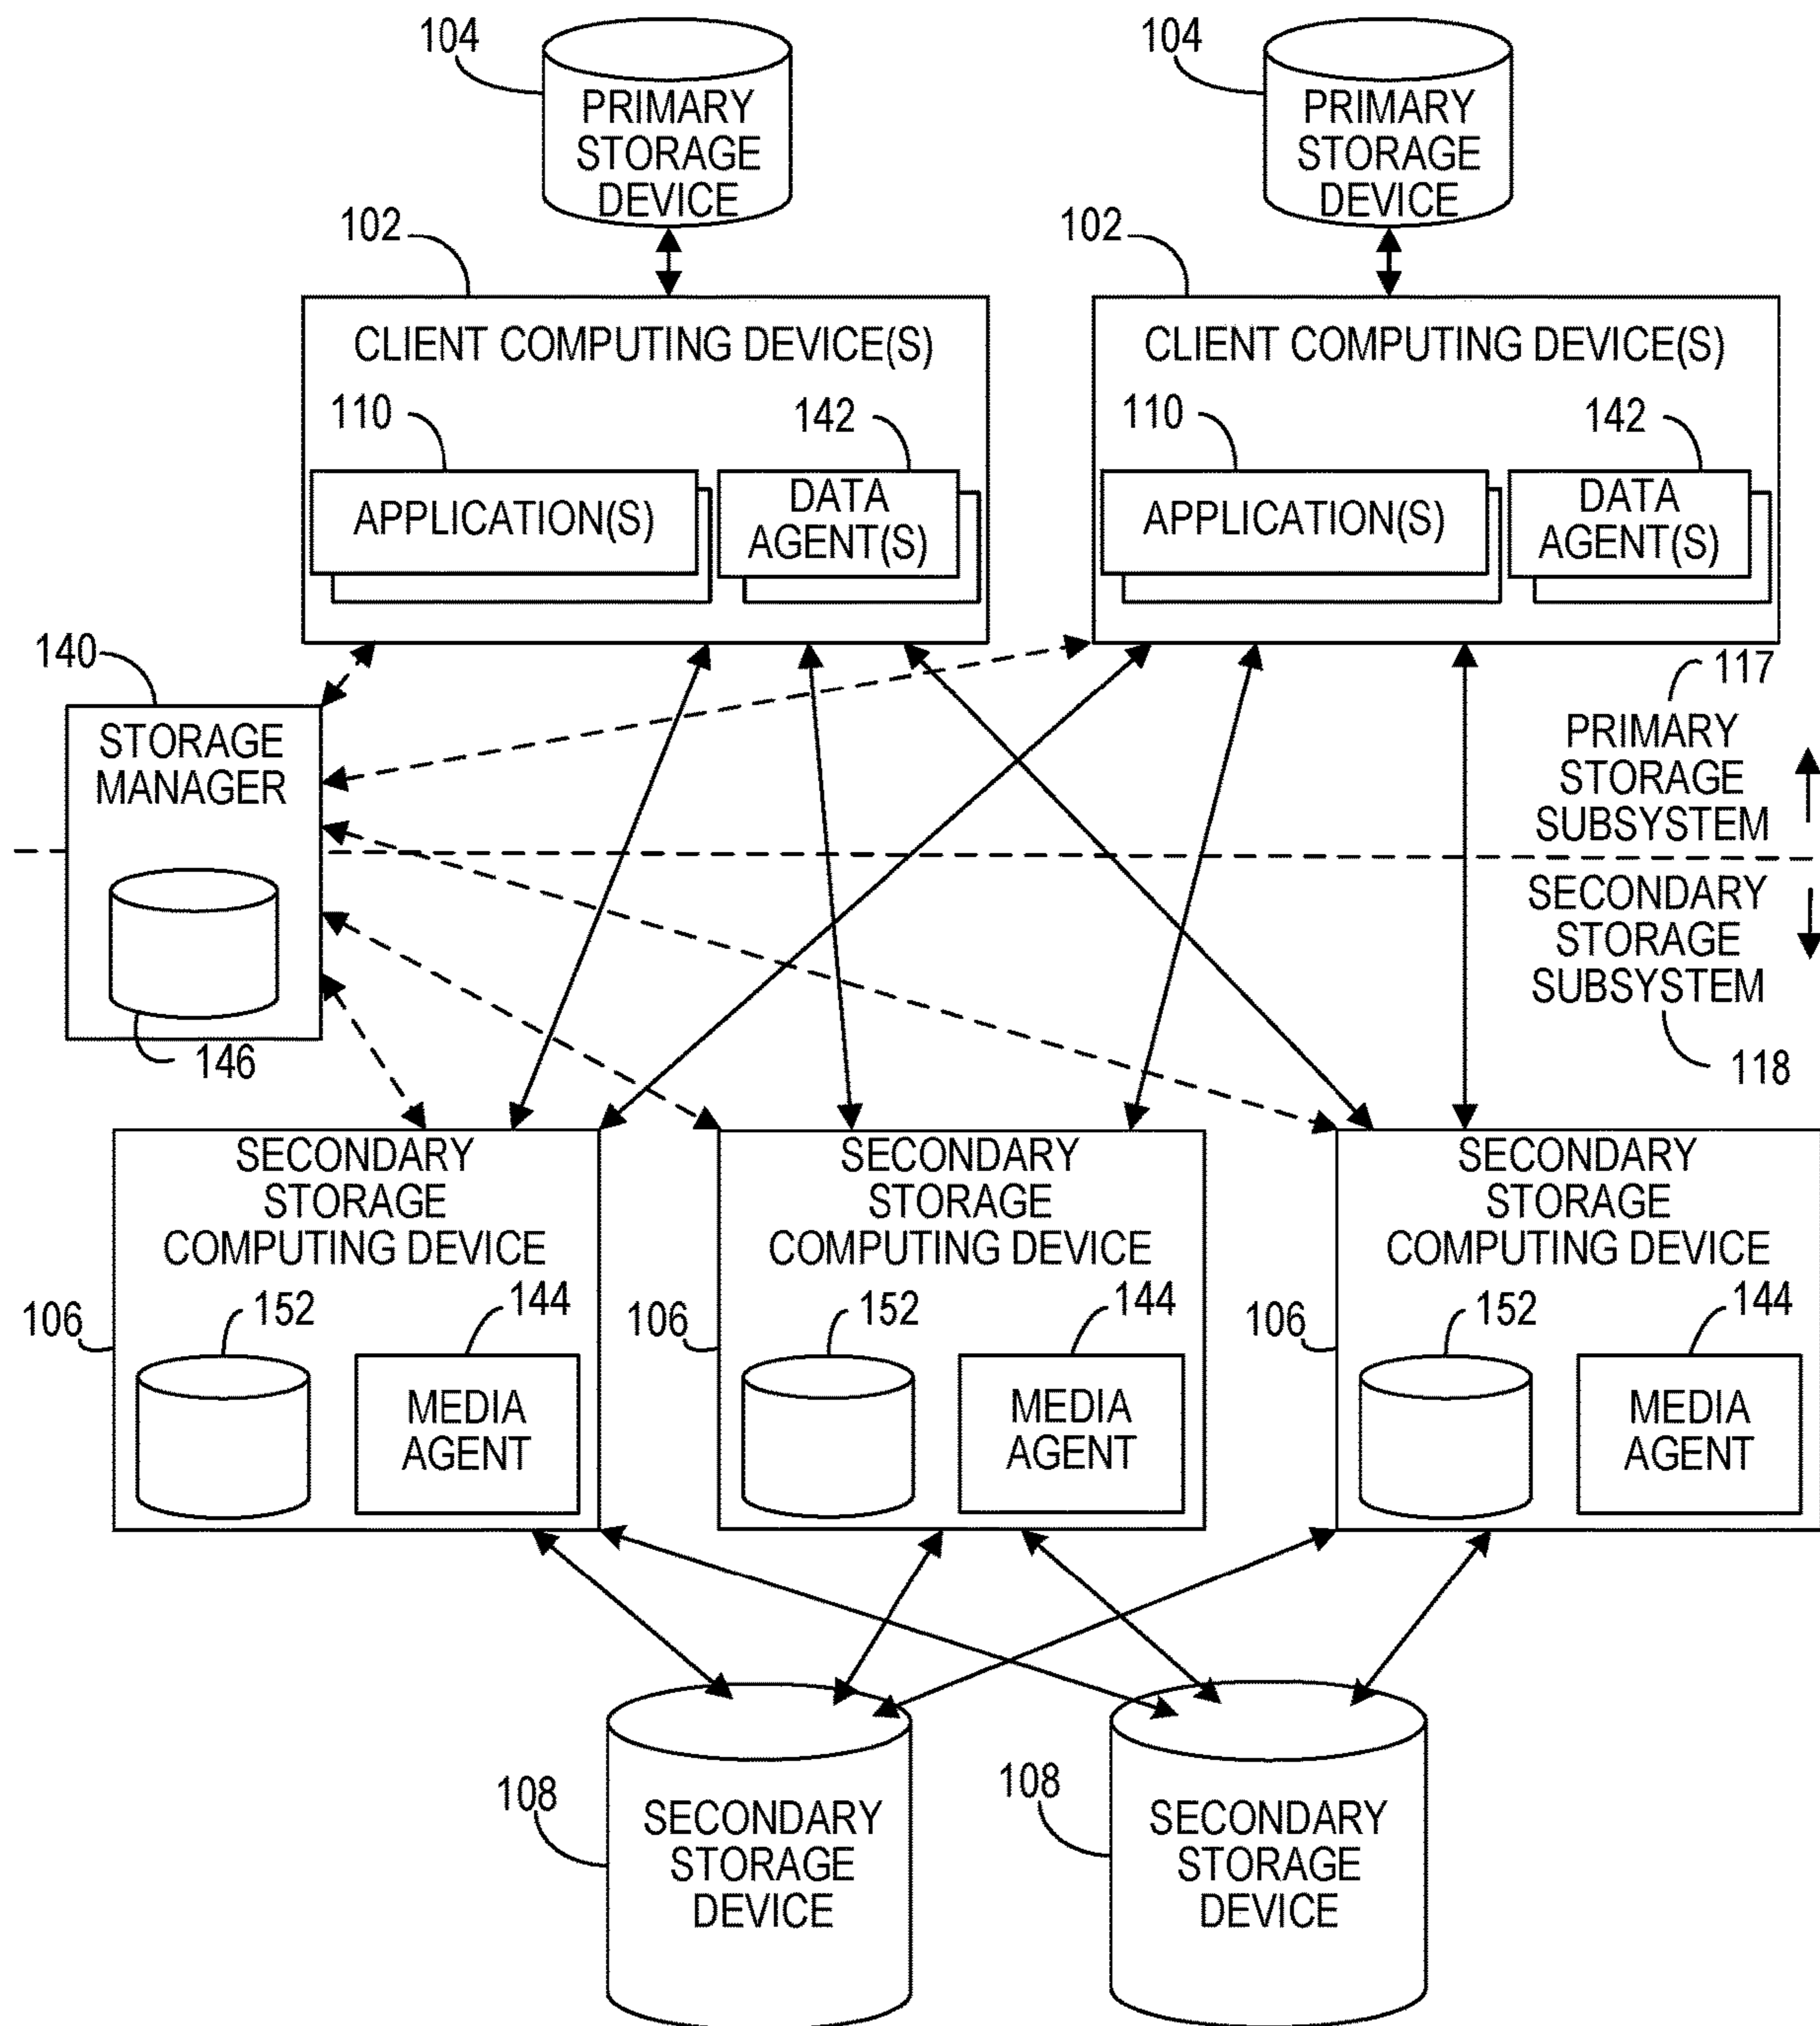 104
104
PRIMARY
STORAGE
DEVICE
PRIMARY
STORAGE
DEVICE
102
102
CLIENT COMPUTING DEVICE(S)
CLIENT COMPUTING DEVICE(S)
110
142
110
142
APPLICATION(S)
DATA
AGENT(S)
APPLICATION(S)
DATA
AGENT(S)
140
STORAGE
MANAGER
146
117
PRIMARY
STORAGE
SUBSYSTEM
SECONDARY
STORAGE
SUBSYSTEM
118
SECONDARY
STORAGE
COMPUTING DEVICE
SECONDARY
STORAGE
COMPUTING DEVICE
SECONDARY
STORAGE
COMPUTING DEVICE
106
152
144
106
152
144
106
152
144
MEDIA
AGENT
MEDIA
AGENT
MEDIA
AGENT
108
SECONDARY
STORAGE
DEVICE
108
SECONDARY
STORAGE
DEVICE